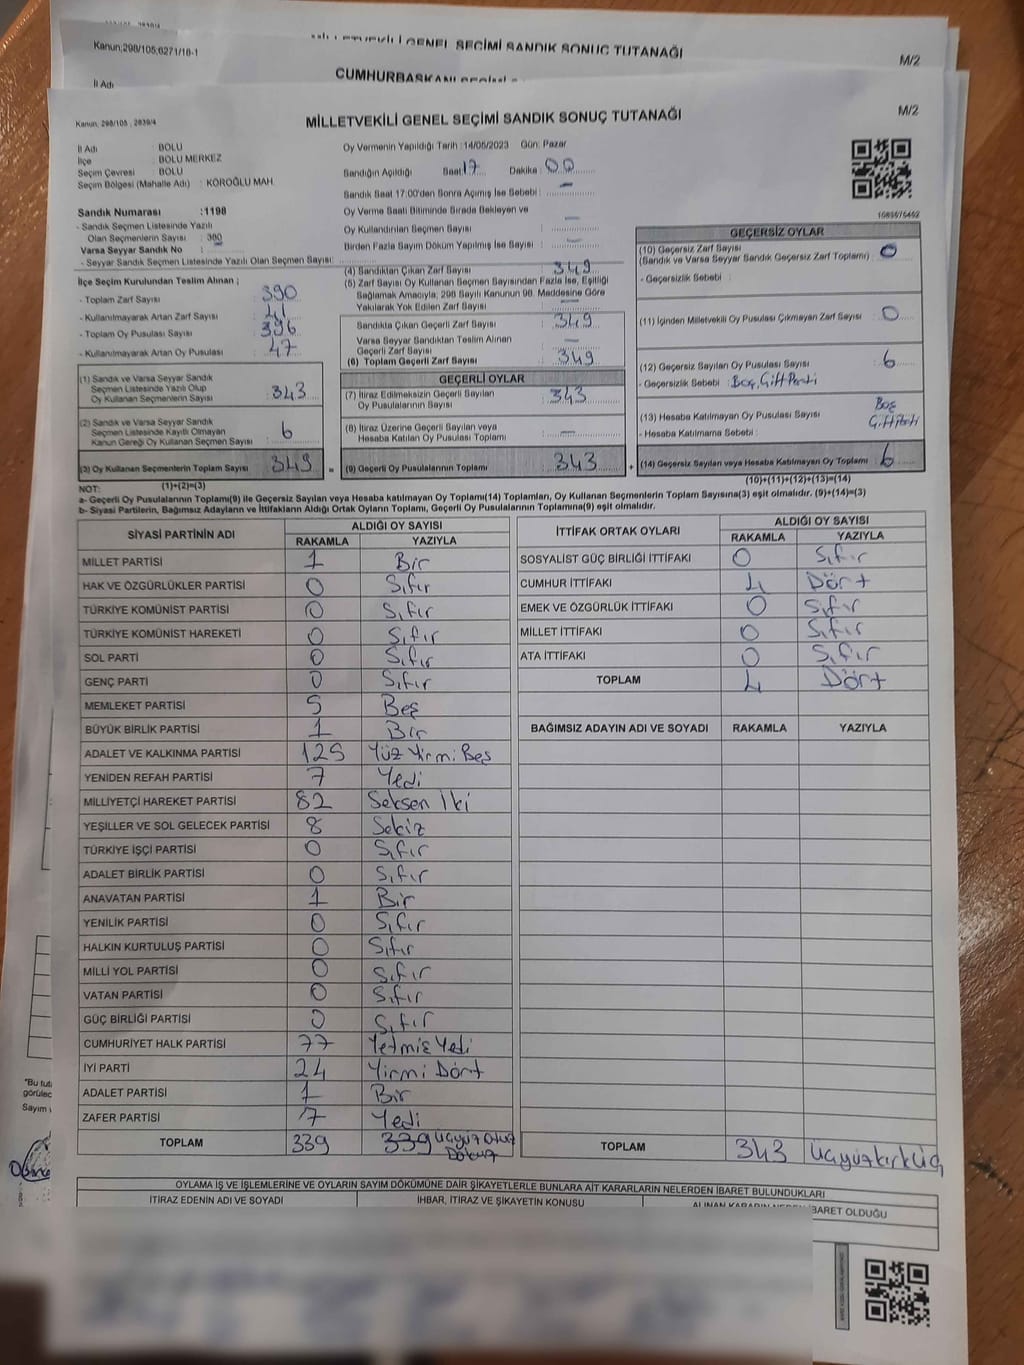 Kanun;298/105;6271/18-1
MİLLETVEKİLİ GENEL SEÇİMİ SANDIK SONUÇ TUTANAĞI
M/2
İl Adı
CUMHURBAŞKANI SEÇİMİ
Kanun; 298/105 , 2839/4
MİLLETVEKİLİ GENEL SEÇİMİ SANDIK SONUÇ TUTANAĞI
M/2
İl Adı : BOLU
İlçe : BOLU MERKEZ
Seçim Çevresi : BOLU
Seçim Bölgesi (Mahalle Adı) : KÖROĞLU MAH.
Oy Vermenin Yapıldığı Tarih :14/05/2023 Gün: Pazar
Sandığın Açıldığı Saat 17 Dakika : 00
Sandık Saat 17:00'den Sonra Açılmış İse Sebebi : —
Oy Verme Saati Bitiminde Sırada Bekleyen ve
Oy Kullandırılan Seçmen Sayısı : —
Birden Fazla Sayım Döküm Yapılmış İse Sayısı : —
Sandık Numarası :1198
- Sandık Seçmen Listesinde Yazılı
Olan Seçmenlerin Sayısı : 380
Varsa Seyyar Sandık No :
- Seyyar Sandık Seçmen Listesinde Yazılı Olan Seçmen Sayısı:
İlçe Seçim Kurulundan Teslim Alınan ;
- Toplam Zarf Sayısı : 390
- Kullanılmayarak Artan Zarf Sayısı : 41
- Toplam Oy Pusulası Sayısı : 396
- Kullanılmayarak Artan Oy Pusulası : 47
(1) Sandık ve Varsa Seyyar Sandık
Seçmen Listesinde Yazılı Olup
Oy Kullanan Seçmenlerin Sayısı : 343
(2) Sandık ve Varsa Seyyar Sandık
Seçmen Listesinde Kayıtlı Olmayan
Kanun Gereği Oy Kullanan Seçmen Sayısı : 6
(3) Oy Kullanan Seçmenlerin Toplam Sayısı 349 =
(4) Sandıktan Çıkan Zarf Sayısı : 349
(5) Zarf Sayısı Oy Kullanan Seçmen Sayısından Fazla İse, Eşitliği
Sağlamak Amacıyla, 298 Sayılı Kanunun 98. Maddesine Göre
Yakılarak Yok Edilen Zarf Sayısı : —
Sandıkta Çıkan Geçerli Zarf Sayısı : 349
Varsa Seyyar Sandıktan Teslim Alınan
Geçerli Zarf Sayısı : —
(6) Toplam Geçerli Zarf Sayısı : 349
GEÇERLİ OYLAR
(7) İtiraz Edilmeksizin Geçerli Sayılan
Oy Pusulalarının Sayısı : 343
(8) İtiraz Üzerine Geçerli Sayılan veya
Hesaba Katılan Oy Pusulası Toplamı : —
(9) Geçerli Oy Pusulalarının Toplamı : 343 +
1083575452
GEÇERSİZ OYLAR
(10) Geçersiz Zarf Sayısı
(Sandık ve Varsa Seyyar Sandık Geçersiz Zarf Toplamı) : 0
- Geçersizlik Sebebi :
(11) İçinden Milletvekili Oy Pusulası Çıkmayan Zarf Sayısı : 0
(12) Geçersiz Sayılan Oy Pusulası Sayısı : 6
- Geçersizlik Sebebi : Boş, Çift Parti
(13) Hesaba Katılmayan Oy Pusulası Sayısı : Boş
Çift Parti
- Hesaba Katılmama Sebebi :
(14) Geçersiz Sayılan veya Hesaba Katılmayan Oy Toplamı : 6
NOT: (1)+(2)=(3)
(10)+(11)+(12)+(13)=(14)
a- Geçerli Oy Pusulalarının Toplamı(9) ile Geçersiz Sayılan veya Hesaba katılmayan Oy Toplamı(14) Toplamları, Oy Kullanan Seçmenlerin Toplam Sayısına(3) eşit olmalıdır. (9)+(14)=(3)
b- Siyasi Partilerin, Bağımsız Adayların ve İttifakların Aldığı Ortak Oyların Toplamı, Geçerli Oy Pusulalarının Toplamına(9) eşit olmalıdır.
SİYASİ PARTİNİN ADI ALDIĞI OY SAYISI
RAKAMLA YAZIYLA
MİLLET PARTİSİ 1 Bir
HAK VE ÖZGÜRLÜKLER PARTİSİ 0 Sıfır
TÜRKİYE KOMÜNİST PARTİSİ 0 Sıfır
TÜRKİYE KOMÜNİST HAREKETİ 0 Sıfır
SOL PARTİ 0 Sıfır
GENÇ PARTİ 0 Sıfır
MEMLEKET PARTİSİ 5 Beş
BÜYÜK BİRLİK PARTİSİ 1 Bir
ADALET VE KALKINMA PARTİSİ 125 Yüz Yirmi Beş
YENİDEN REFAH PARTİSİ 7 Yedi
MİLLİYETÇİ HAREKET PARTİSİ 82 Seksen İki
YEŞİLLER VE SOL GELECEK PARTİSİ 8 Sekiz
TÜRKİYE İŞÇİ PARTİSİ 0 Sıfır
ADALET BİRLİK PARTİSİ 0 Sıfır
ANAVATAN PARTİSİ 1 Bir
YENİLİK PARTİSİ 0 Sıfır
HALKIN KURTULUŞ PARTİSİ 0 Sıfır
MİLLİ YOL PARTİSİ 0 Sıfır
VATAN PARTİSİ 0 Sıfır
GÜÇ BİRLİĞİ PARTİSİ 0 Sıfır
CUMHURİYET HALK PARTİSİ 77 Yetmiş Yedi
İYİ PARTİ 24 Yirmi Dört
ADALET PARTİSİ 1 Bir
ZAFER PARTİSİ 7 Yedi
TOPLAM 339 339 Üçyüz Otuz
Dokuz
İTTİFAK ORTAK OYLARI ALDIĞI OY SAYISI
RAKAMLA YAZIYLA
SOSYALİST GÜÇ BİRLİĞİ İTTİFAKI 0 Sıfır
CUMHUR İTTİFAKI 4 Dört
EMEK VE ÖZGÜRLÜK İTTİFAKI 0 Sıfır
MİLLET İTTİFAKI 0 Sıfır
ATA İTTİFAKI 0 Sıfır
TOPLAM 4 Dört
BAĞIMSIZ ADAYIN ADI VE SOYADI RAKAMLA YAZIYLA
TOPLAM 343 üçyüzkırküç
OYLAMA İŞ VE İŞLEMLERİNE VE OYLARIN SAYIM DÖKÜMÜNE DAİR ŞİKAYETLERLE BUNLARA AİT KARARLARIN NELERDEN İBARET BULUNDUKLARI
İTİRAZ EDENİN ADI VE SOYADI İHBAR, İTİRAZ VE ŞİKAYETİN KONUSU ALINAN KARARIN NEDEN İBARET OLDUĞU
"Bu tut
görülec
Sayım v